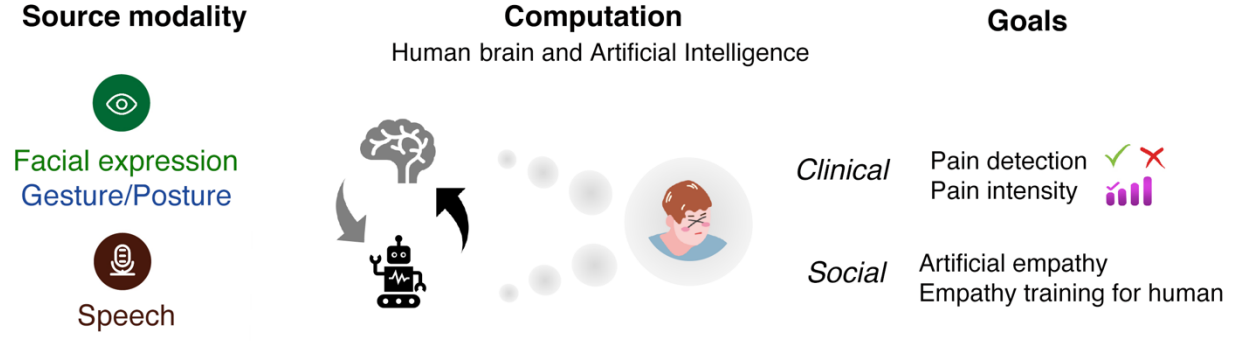 Source modality
Facial expression
Gesture/Posture
Speech
Computation
Human brain and Artificial Intelligence
Goals
Clinical
Pain detection
Pain intensity
Social
Artificial empathy
Empathy training for human